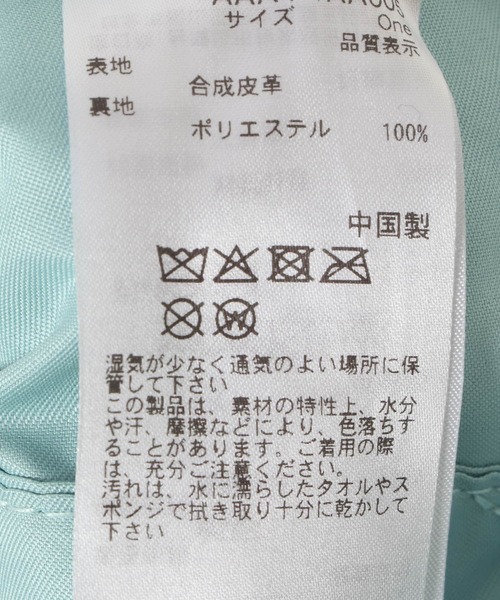 サイズ
One
品質表示
表地
合成皮革
裏地
ポリエステル 100%
中国製
W
湿気が少なく通気のよい場所に保
管して下さい
この製品は、素材の特性上、水分
や汗、摩擦などにより、色落ちす
ることがあります。ご着用の際
は、充分ご注意ください。
汚れは、水に濡らしたタオルやス
ポンジで拭き取り十分に乾かして
下さい